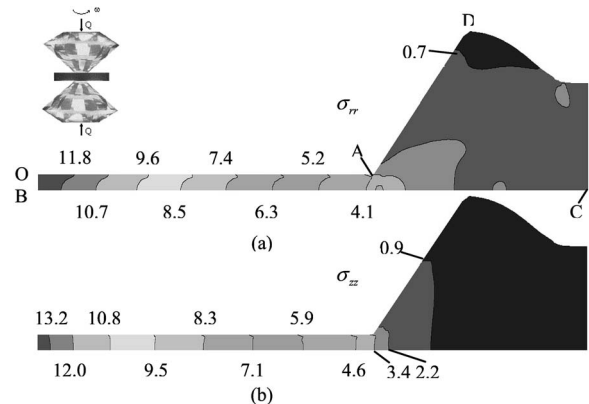 ω
Q
Q
D
0.7
σrr
A
11.8 9.6 7.4 5.2
O
B
10.7 8.5 6.3 4.1
C
(a)
0.9
σzz
13.2 10.8 8.3 5.9
12.0 9.5 7.1 4.6 3.4 2.2
(b)